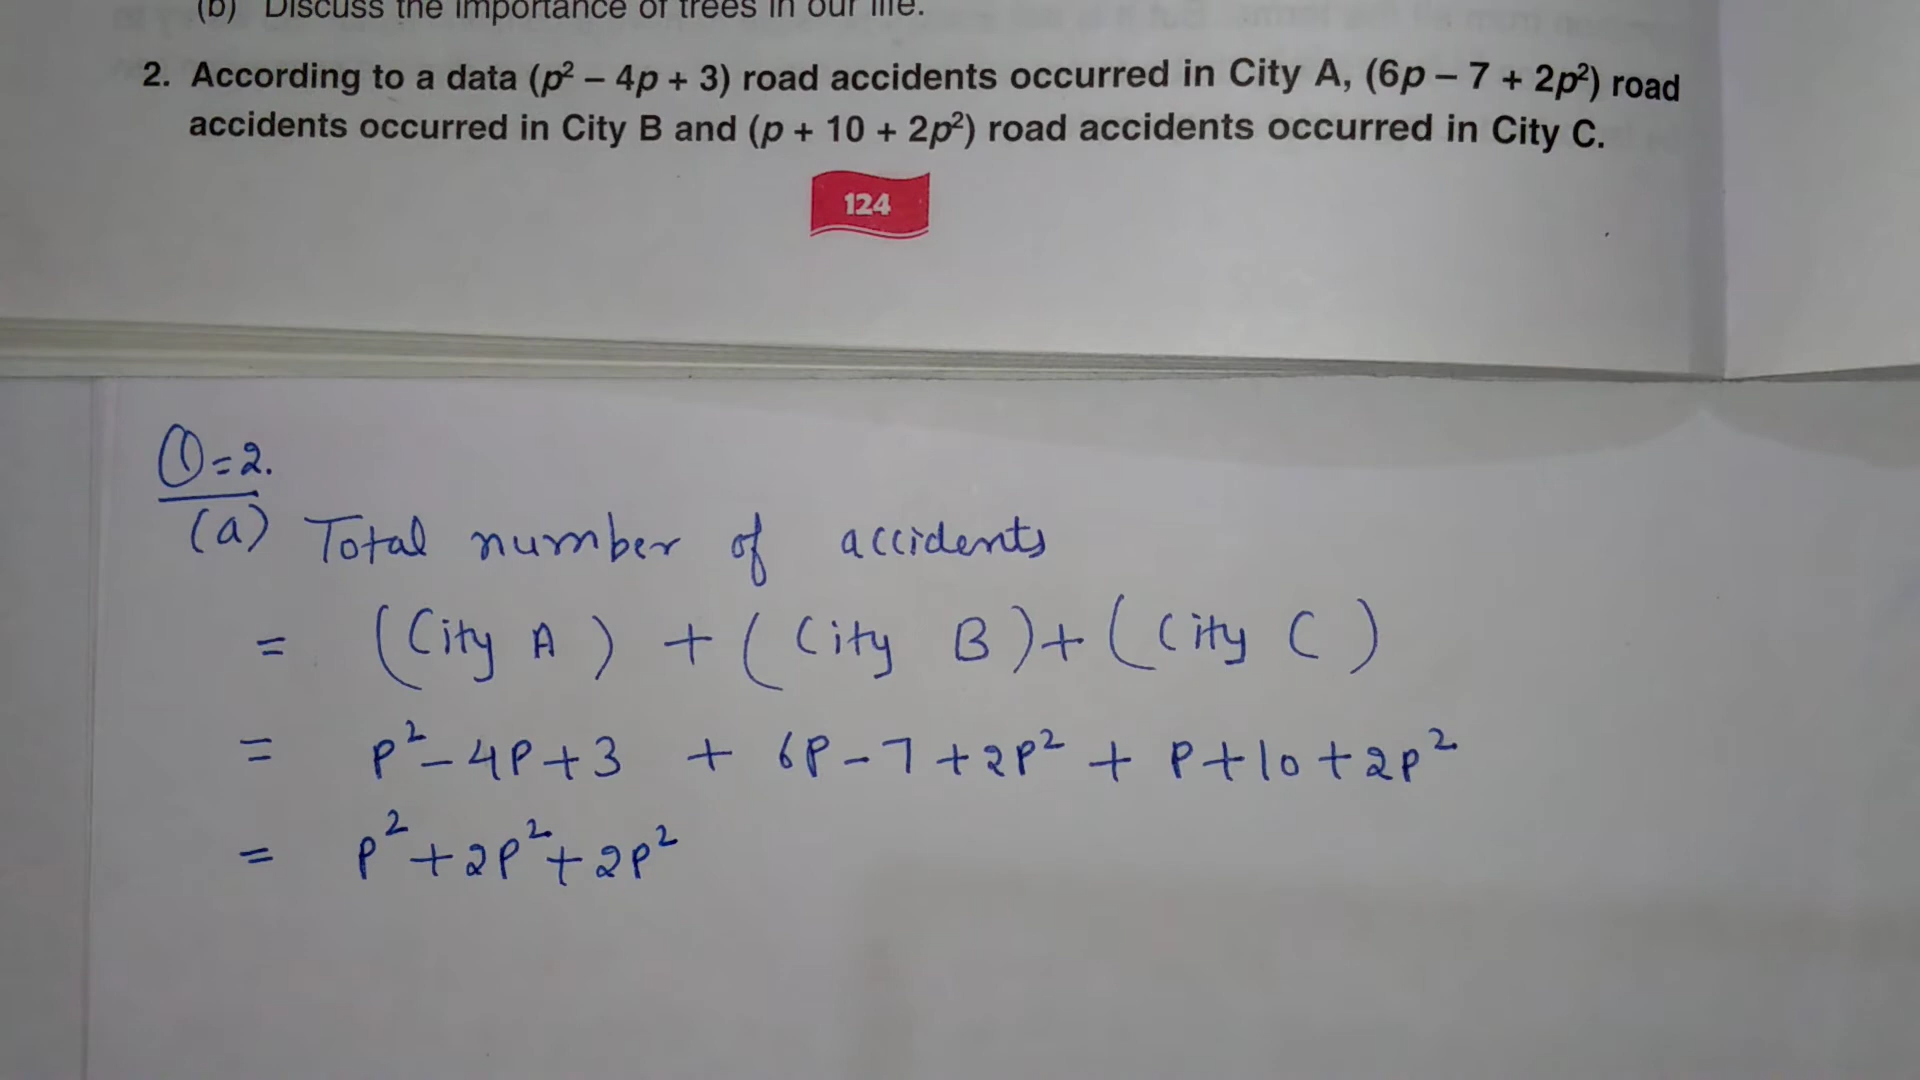 (b) Discuss the importance of trees in our life.
2. According to a data (p² – 4p + 3) road accidents occurred in City A, (6p – 7 + 2p²) road
accidents occurred in City B and (p + 10 + 2p²) road accidents occurred in City C.
124
Q=2.
(a) Total number of accidents
= (City A) + (City B) + (City C)
= p² – 4p + 3 + 6p – 7 + 2p² + p + 10 + 2p²
= p² + 2p² + 2p²